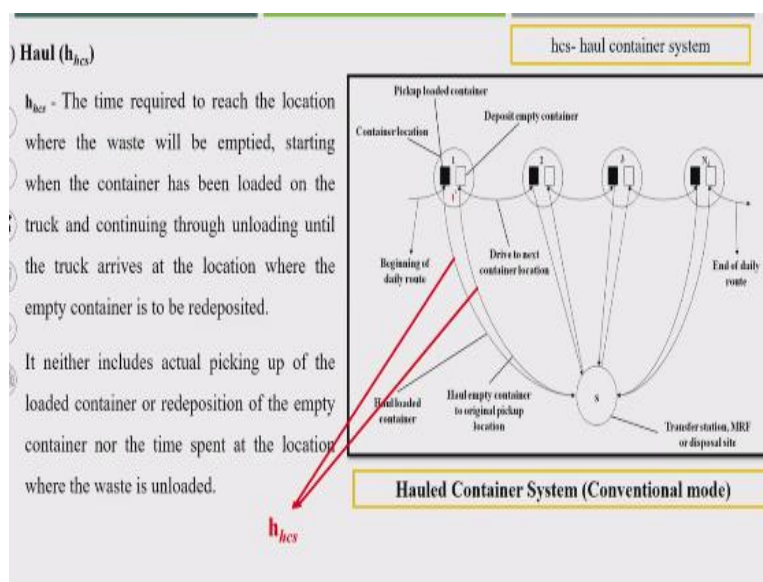 ) Haul (hhcs)
hcs- haul container system
hhcs - The time required to reach the location
where the waste will be emptied, starting
when the container has been loaded on the
truck and continuing through unloading until
the truck arrives at the location where the
empty container is to be redeposited.
It neither includes actual picking up of the
loaded container or redeposition of the empty
container nor the time spent at the location
where the waste is unloaded.
hhcs
Pickup loaded container
Deposit empty container
Container location
1
2
3
Beginning of
daily route
Drive to next
container location
End of daily
route
Haul loaded
container
Haul empty container
to original pickup
location
S
Transfer station, MRF
or disposal site
Hauled Container System (Conventional mode)